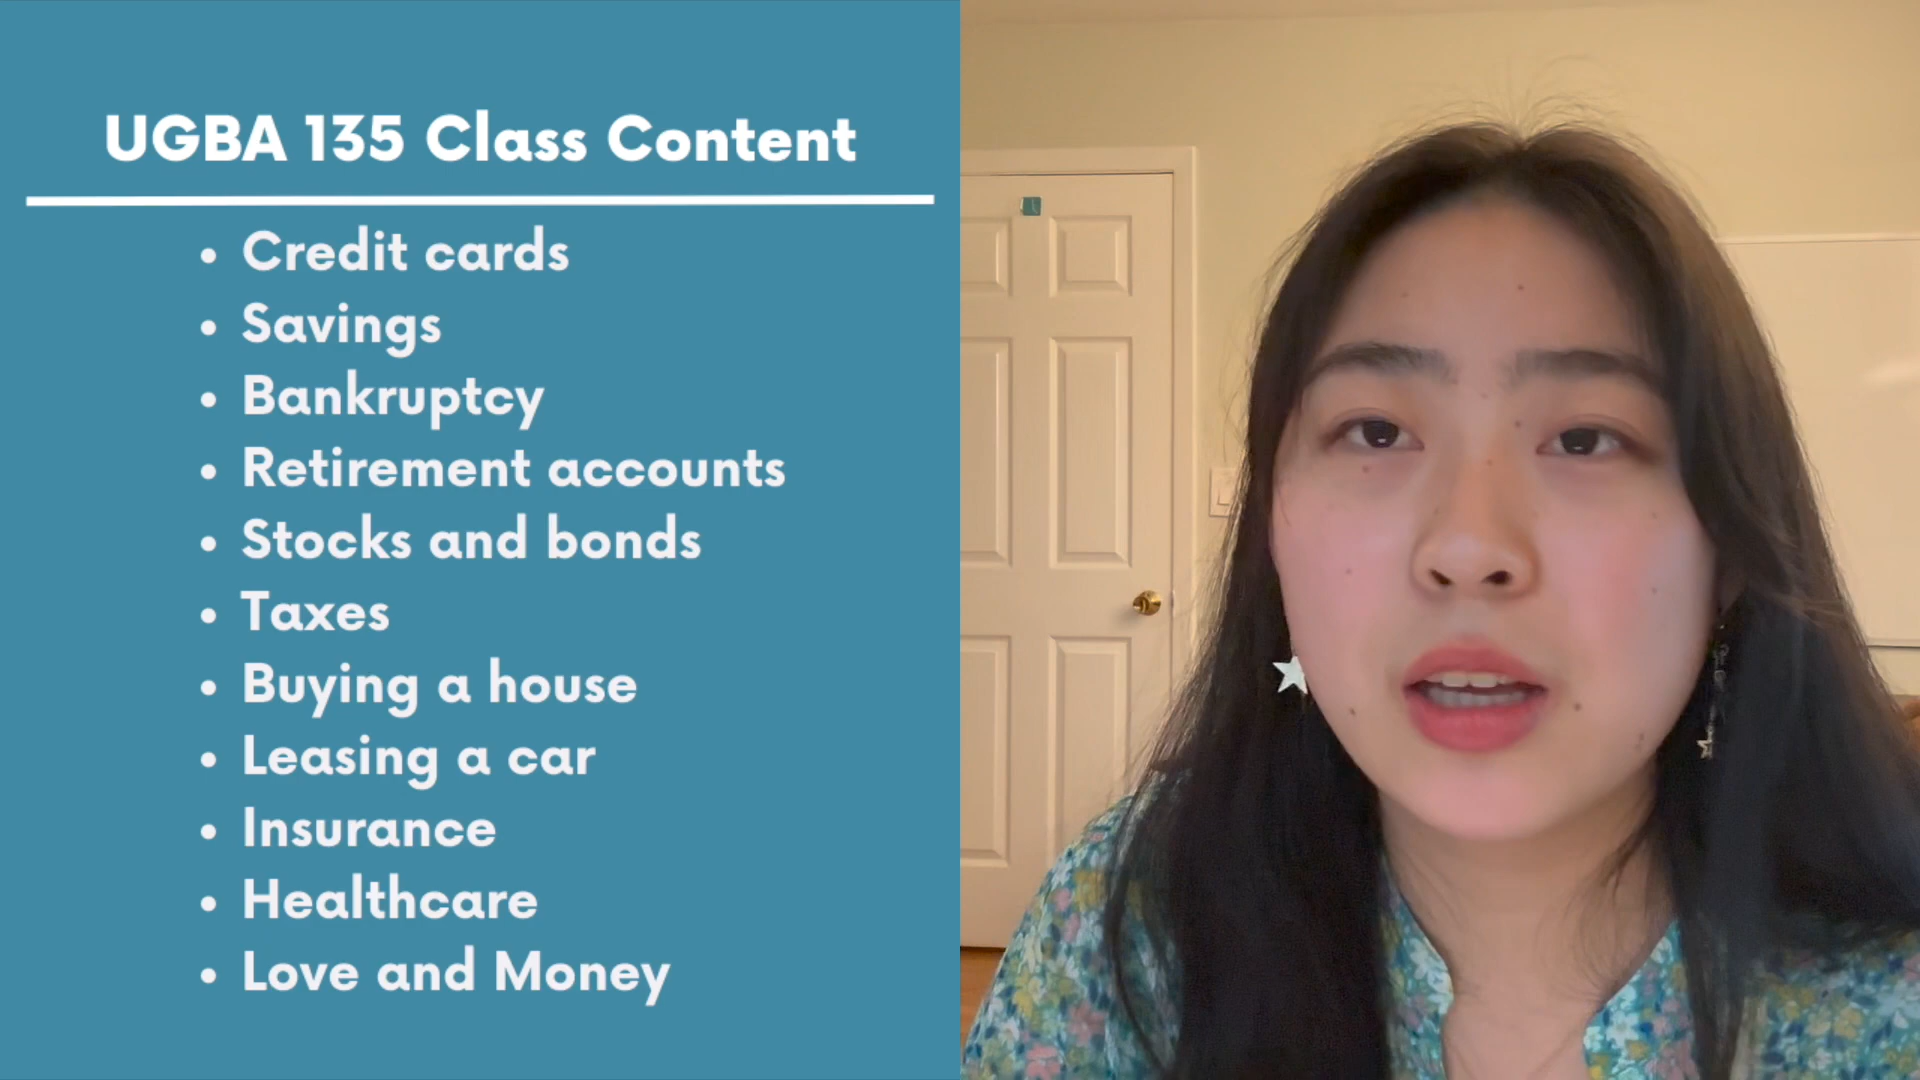 UGBA 135 Class Content
• Credit cards
• Savings
• Bankruptcy
• Retirement accounts
• Stocks and bonds
• Taxes
• Buying a house
• Leasing a car
• Insurance
• Healthcare
• Love and Money